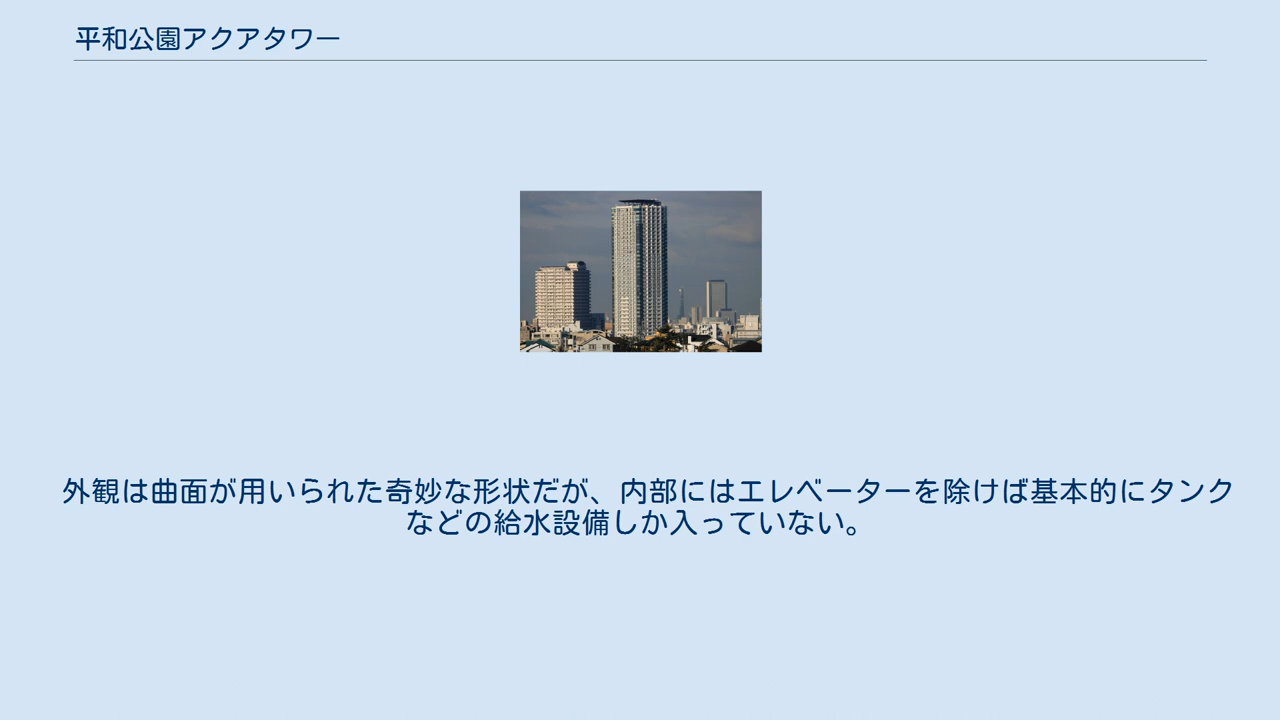 平和公園アクアタワー
外観は曲面が用いられた奇妙な形状だが、内部にはエレベーターを除けば基本的にタンク
などの給水設備しか入っていない。